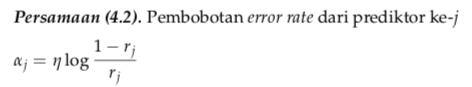 Persamaan (4.2). Pembobotan error rate dari prediktor ke-j
αj = η log (1 − rj) / rj